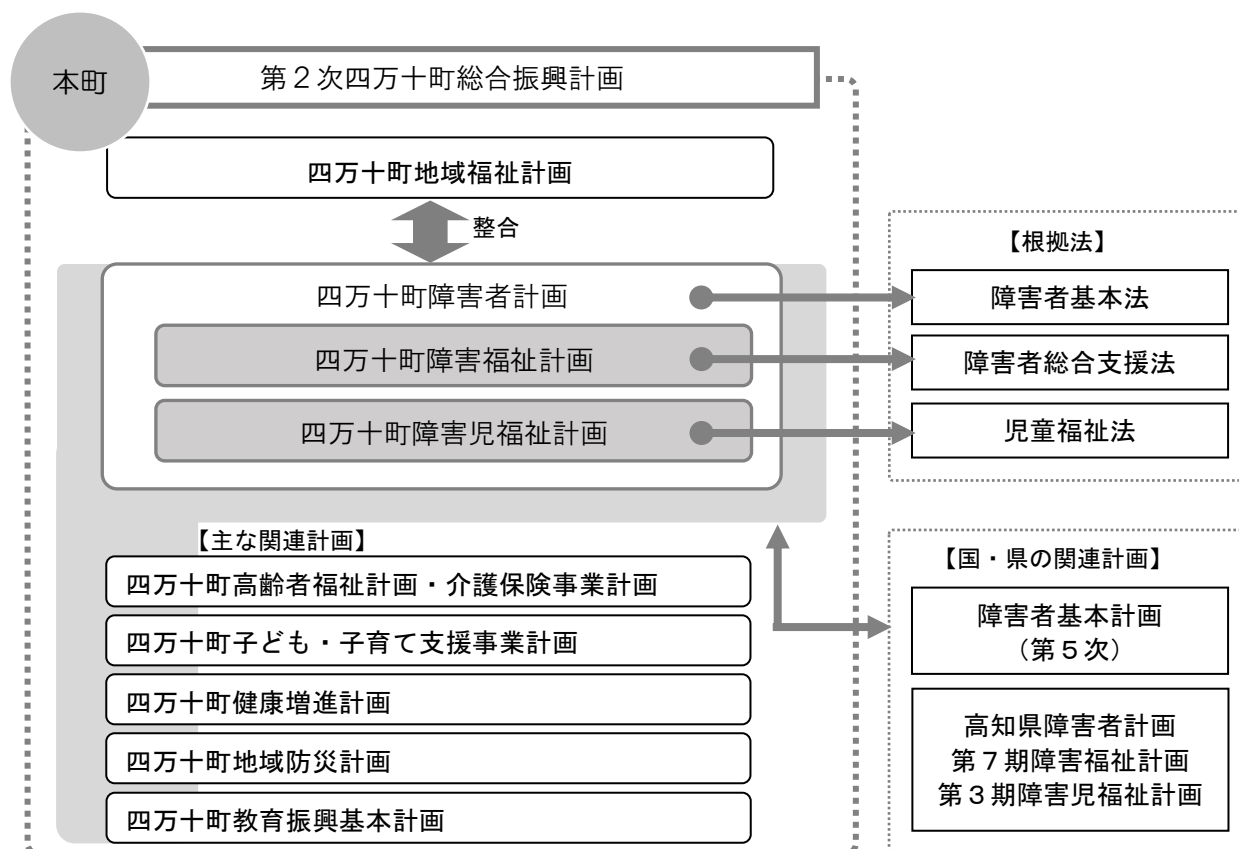 本町
第２次四万十町総合振興計画
四万十町地域福祉計画
整合
四万十町障害者計画
四万十町障害福祉計画
四万十町障害児福祉計画
【根拠法】
障害者基本法
障害者総合支援法
児童福祉法
【主な関連計画】
四万十町高齢者福祉計画・介護保険事業計画
四万十町子ども・子育て支援事業計画
四万十町健康増進計画
四万十町地域防災計画
四万十町教育振興基本計画
【国・県の関連計画】
障害者基本計画
（第５次）
高知県障害者計画
第７期障害福祉計画
第３期障害児福祉計画